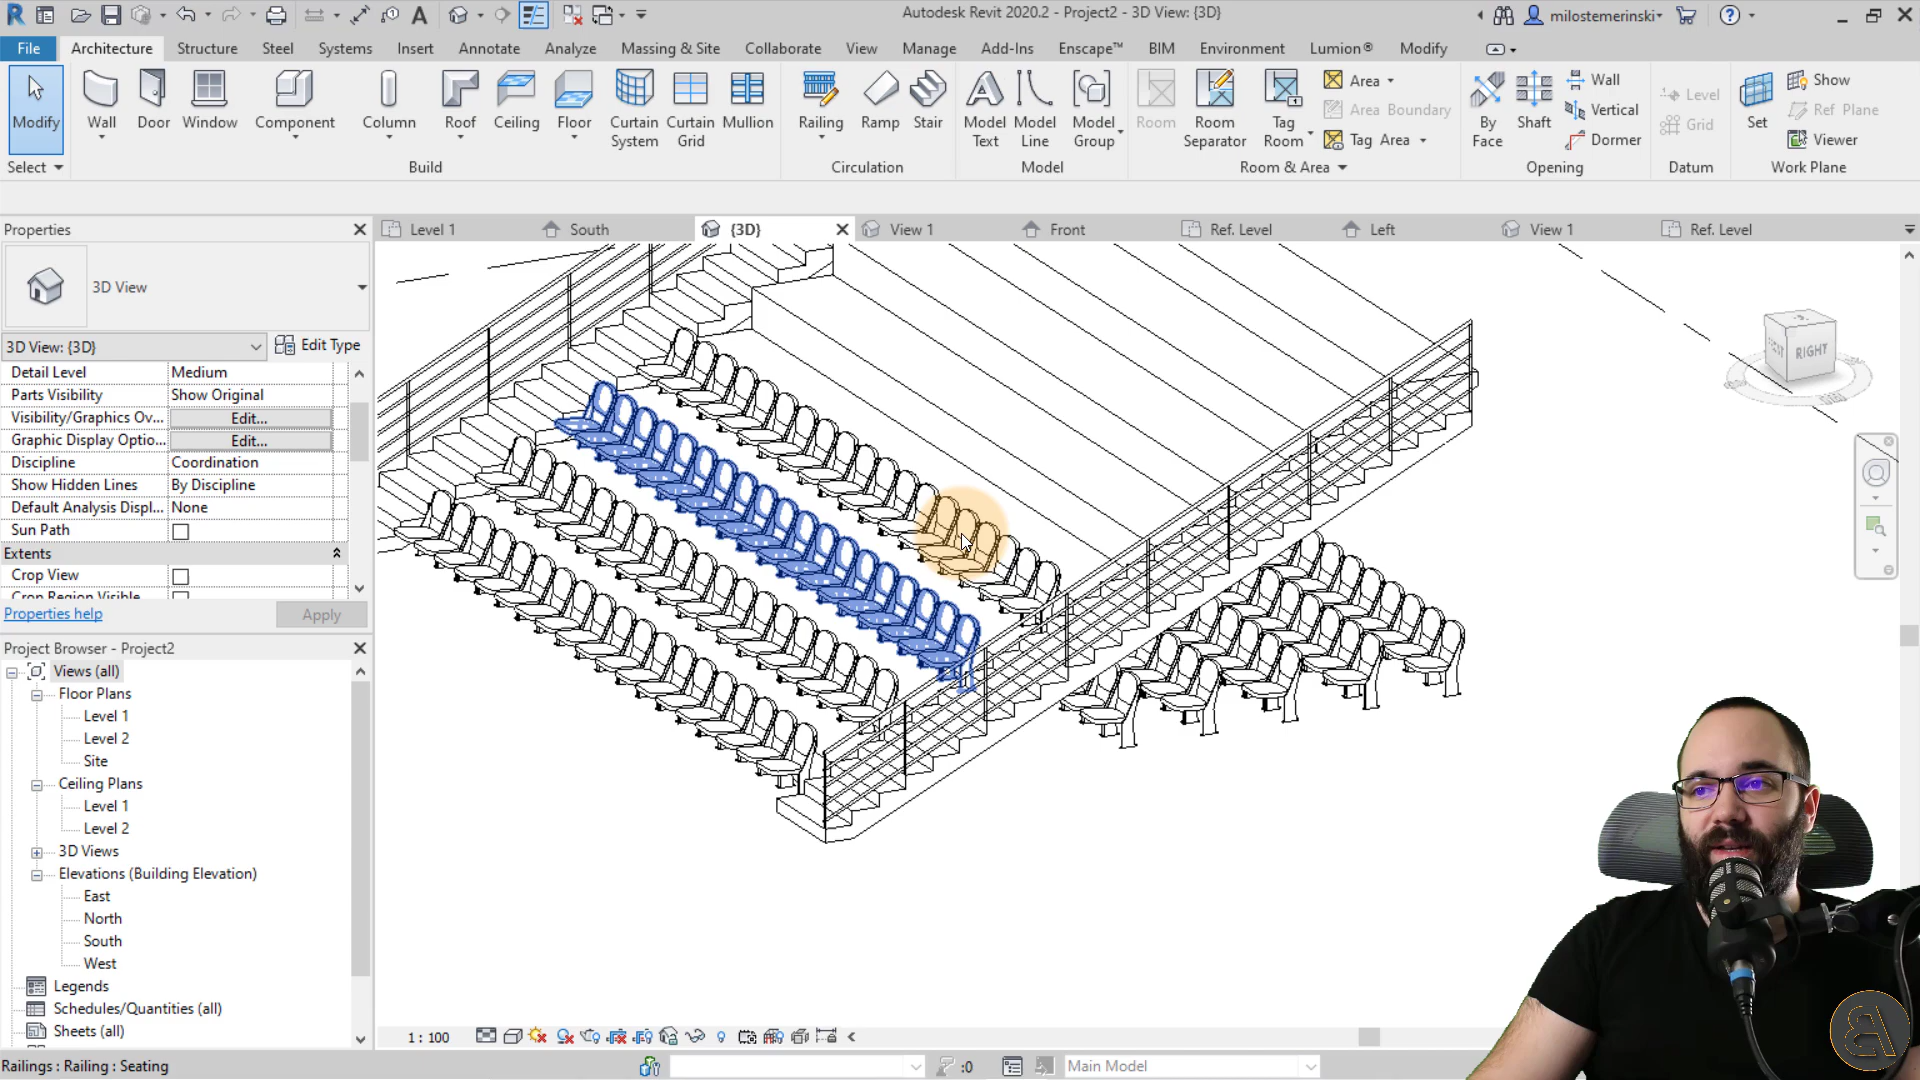 Autodesk Revit 2020.2 - Project2 - 3D View: {3D}
milostemerinski
File Architecture Structure Steel Systems Insert Annotate Analyze Massing & Site Collaborate View Manage Add-Ins Enscape™ BIM Environment Lumion® Modify
Modify Wall Door Window Component Column Roof Ceiling Floor Curtain System Curtain Grid Mullion Railing Ramp Stair Model Text Model Line Model Group Room Room Separator Tag Room
Area
Area Boundary
Tag Area
By Face Shaft
Wall
Vertical
Dormer
Level
Grid
Set
Show
Ref Plane
Viewer
Select Build Circulation Model Room & Area Opening Datum Work Plane
Level 1 South {3D} View 1 Front Ref. Level Left View 1 Ref. Level
Properties
3D View
3D View: {3D} Edit Type
Detail Level Medium
Parts Visibility Show Original
Visibility/Graphics Ov... Edit...
Graphic Display Optio... Edit...
Discipline Coordination
Show Hidden Lines By Discipline
Default Analysis Displ... None
Sun Path
Extents
Crop View
Crop Region Visible
Properties help Apply
Project Browser - Project2
Views (all)
Floor Plans
Level 1
Level 2
Site
Ceiling Plans
Level 1
Level 2
3D Views
Elevations (Building Elevation)
East
North
South
West
Legends
Schedules/Quantities (all)
Sheets (all)
RIGHT
1 : 100
Railings : Railing : Seating
:0
Main Model